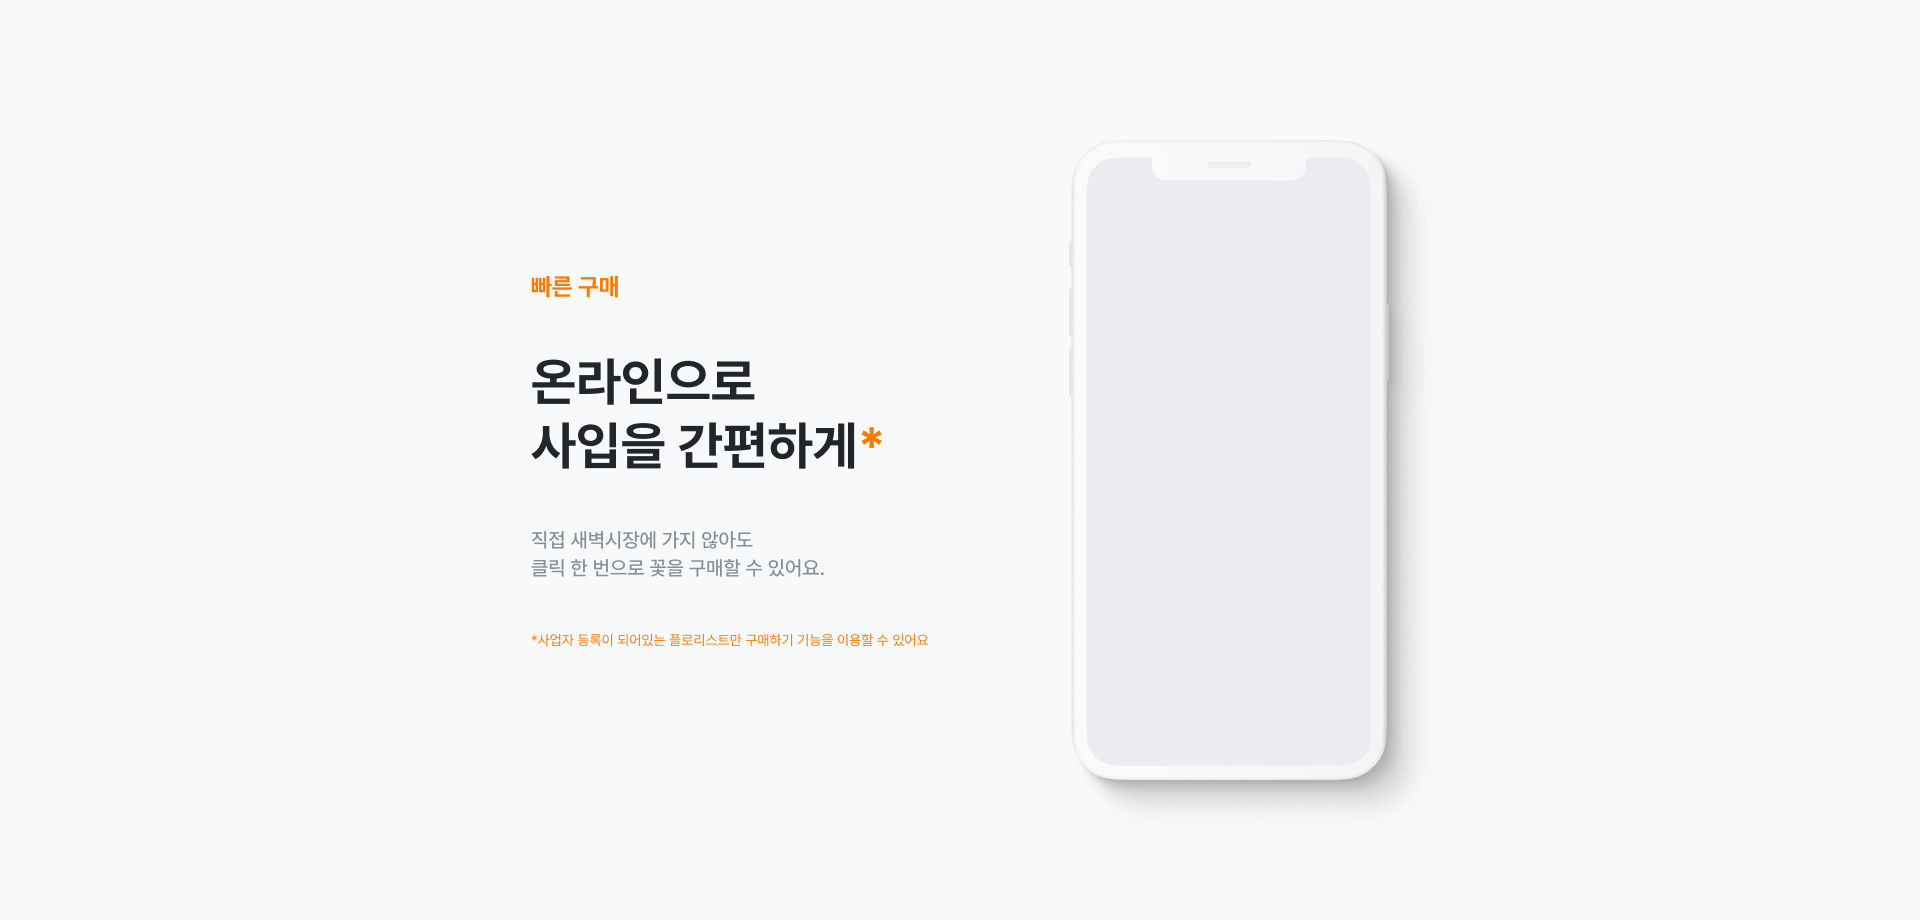 빠른 구매
온라인으로
사입을 간편하게*
직접 새벽시장에 가지 않아도
클릭 한 번으로 꽃을 구매할 수 있어요.
*사업자 등록이 되어있는 플로리스트만 구매하기 기능을 이용할 수 있어요